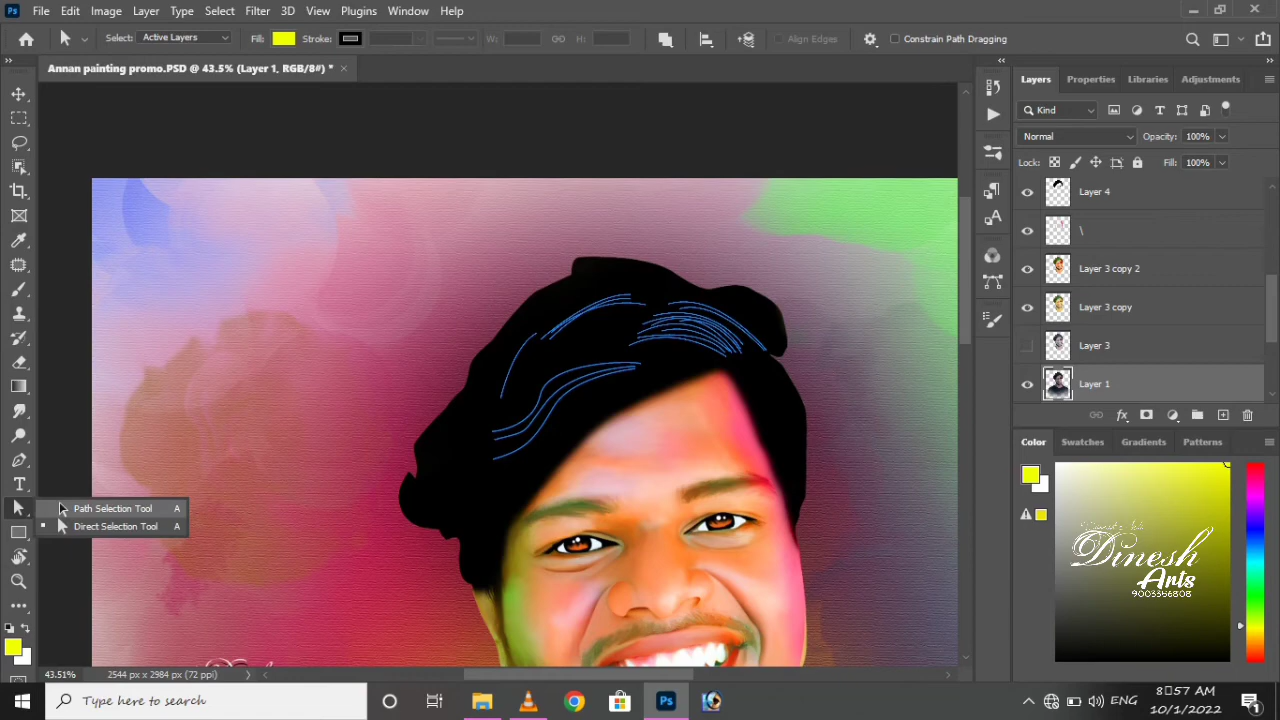 Ps File Edit Image Layer Type Select Filter 3D View Plugins Window Help
Select: Active Layers Fill: Stroke: W: H: Align Edges Constrain Path Dragging
Annan painting promo.PSD @ 43.5% (Layer 1, RGB/8#) *
Layers Properties Libraries Adjustments
Kind
Normal Opacity: 100%
Lock: Fill: 100%
Layer 4
\
Layer 3 copy 2
Layer 3 copy
Layer 3
Layer 1
Color Swatches Gradients Patterns
Path Selection Tool A
Direct Selection Tool A
Dinesh
Arts
43.51% 2544 px x 2984 px (72 ppi)
Type here to search
Ps
ENG
8:57 AM
10/1/2022
1